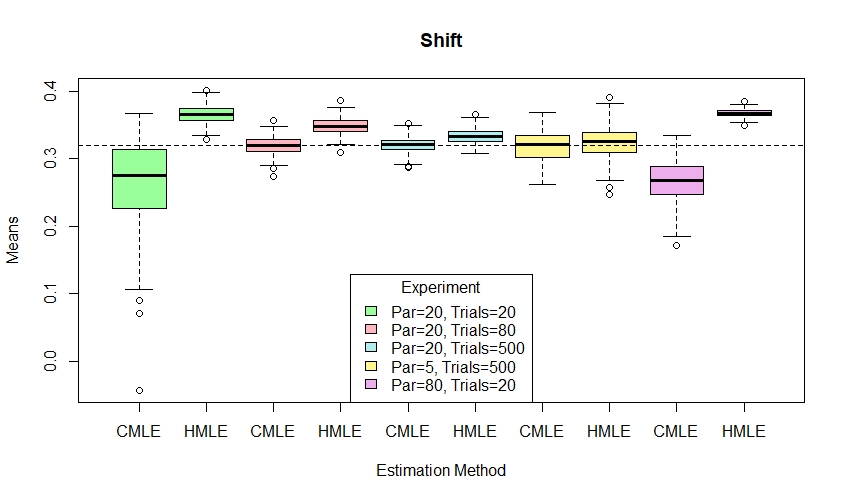 Shift
0.4
0.3
0.2
0.1
0.0
Means
Experiment
Par=20, Trials=20
Par=20, Trials=80
Par=20, Trials=500
Par=5, Trials=500
Par=80, Trials=20
CMLE HMLE CMLE HMLE CMLE HMLE CMLE HMLE CMLE HMLE
Estimation Method